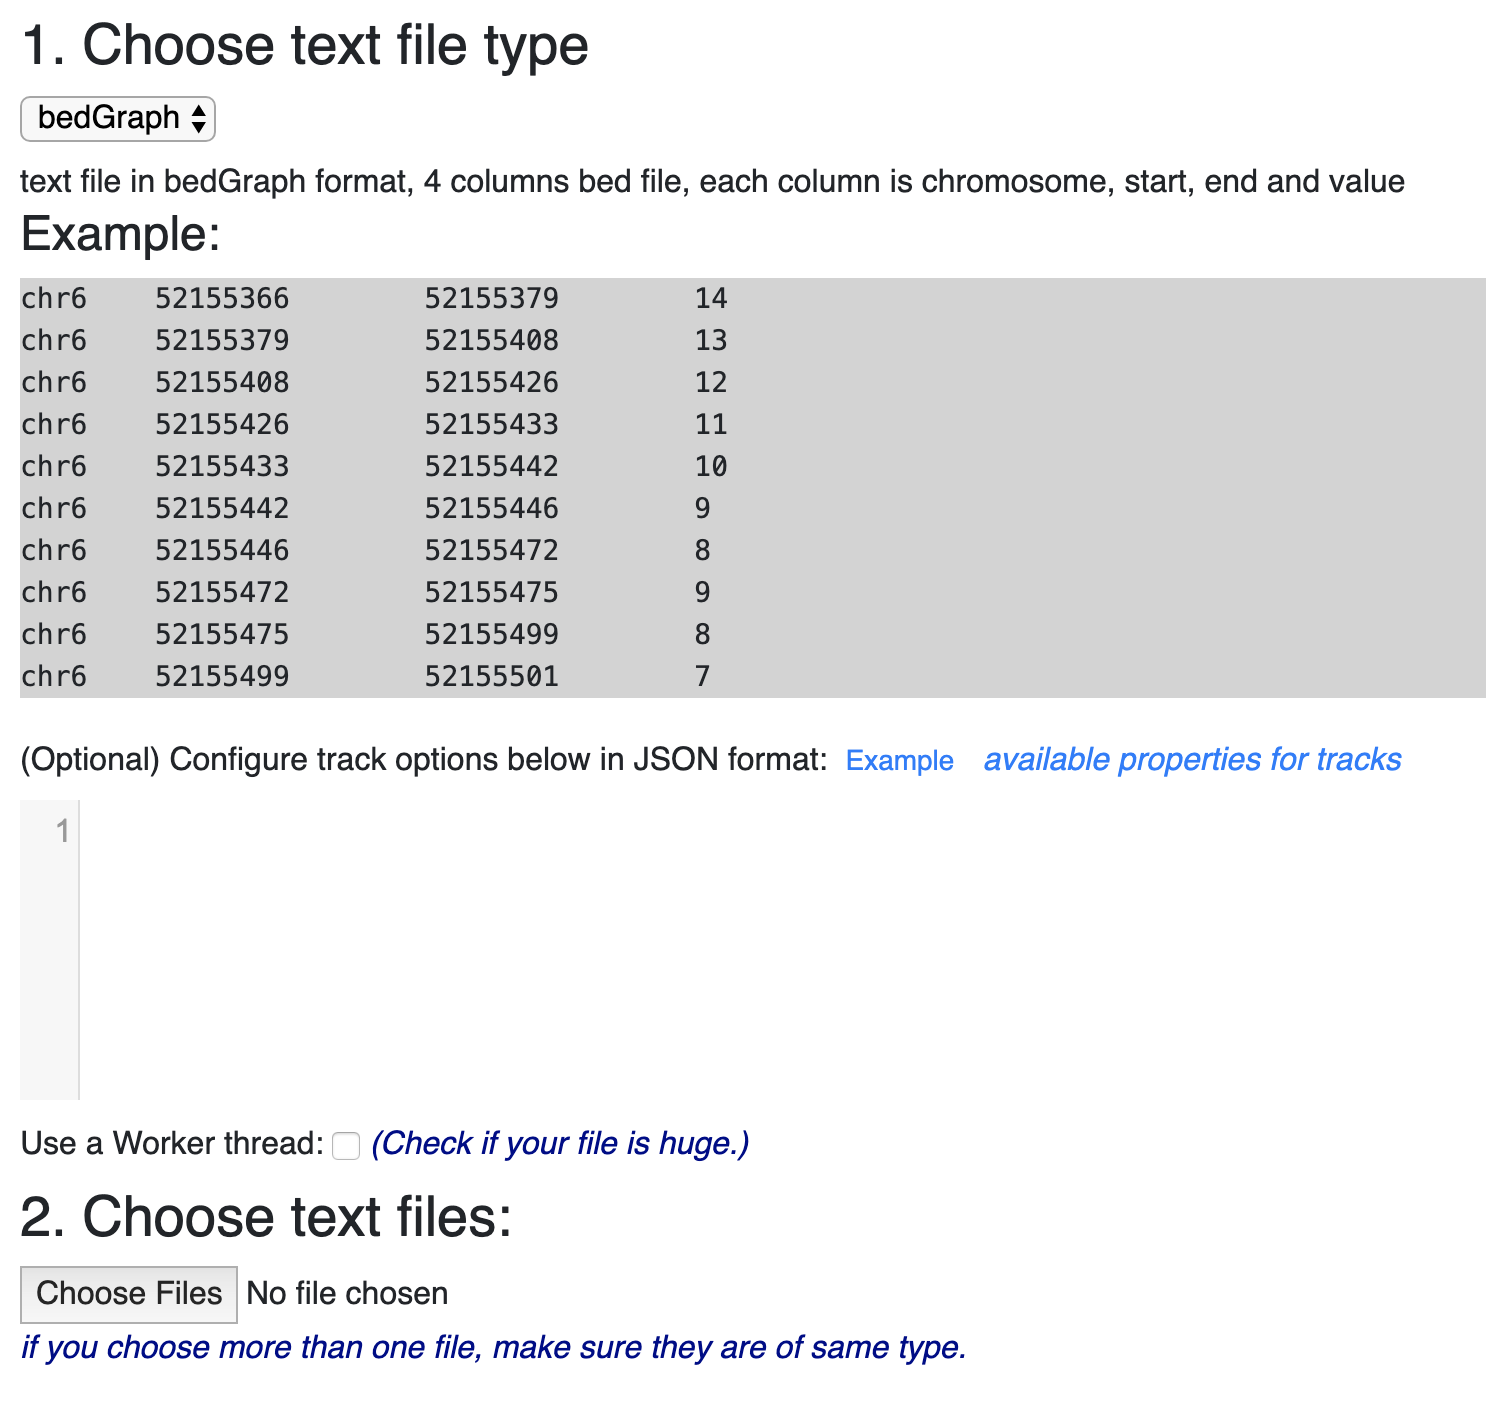 1. Choose text file type
bedGraph
text file in bedGraph format, 4 columns bed file, each column is chromosome, start, end and value
Example:
chr6 52155366 52155379 14
chr6 52155379 52155408 13
chr6 52155408 52155426 12
chr6 52155426 52155433 11
chr6 52155433 52155442 10
chr6 52155442 52155446 9
chr6 52155446 52155472 8
chr6 52155472 52155475 9
chr6 52155475 52155499 8
chr6 52155499 52155501 7
(Optional) Configure track options below in JSON format: Example available properties for tracks
1
Use a Worker thread: (Check if your file is huge.)
2. Choose text files:
Choose Files No file chosen
if you choose more than one file, make sure they are of same type.